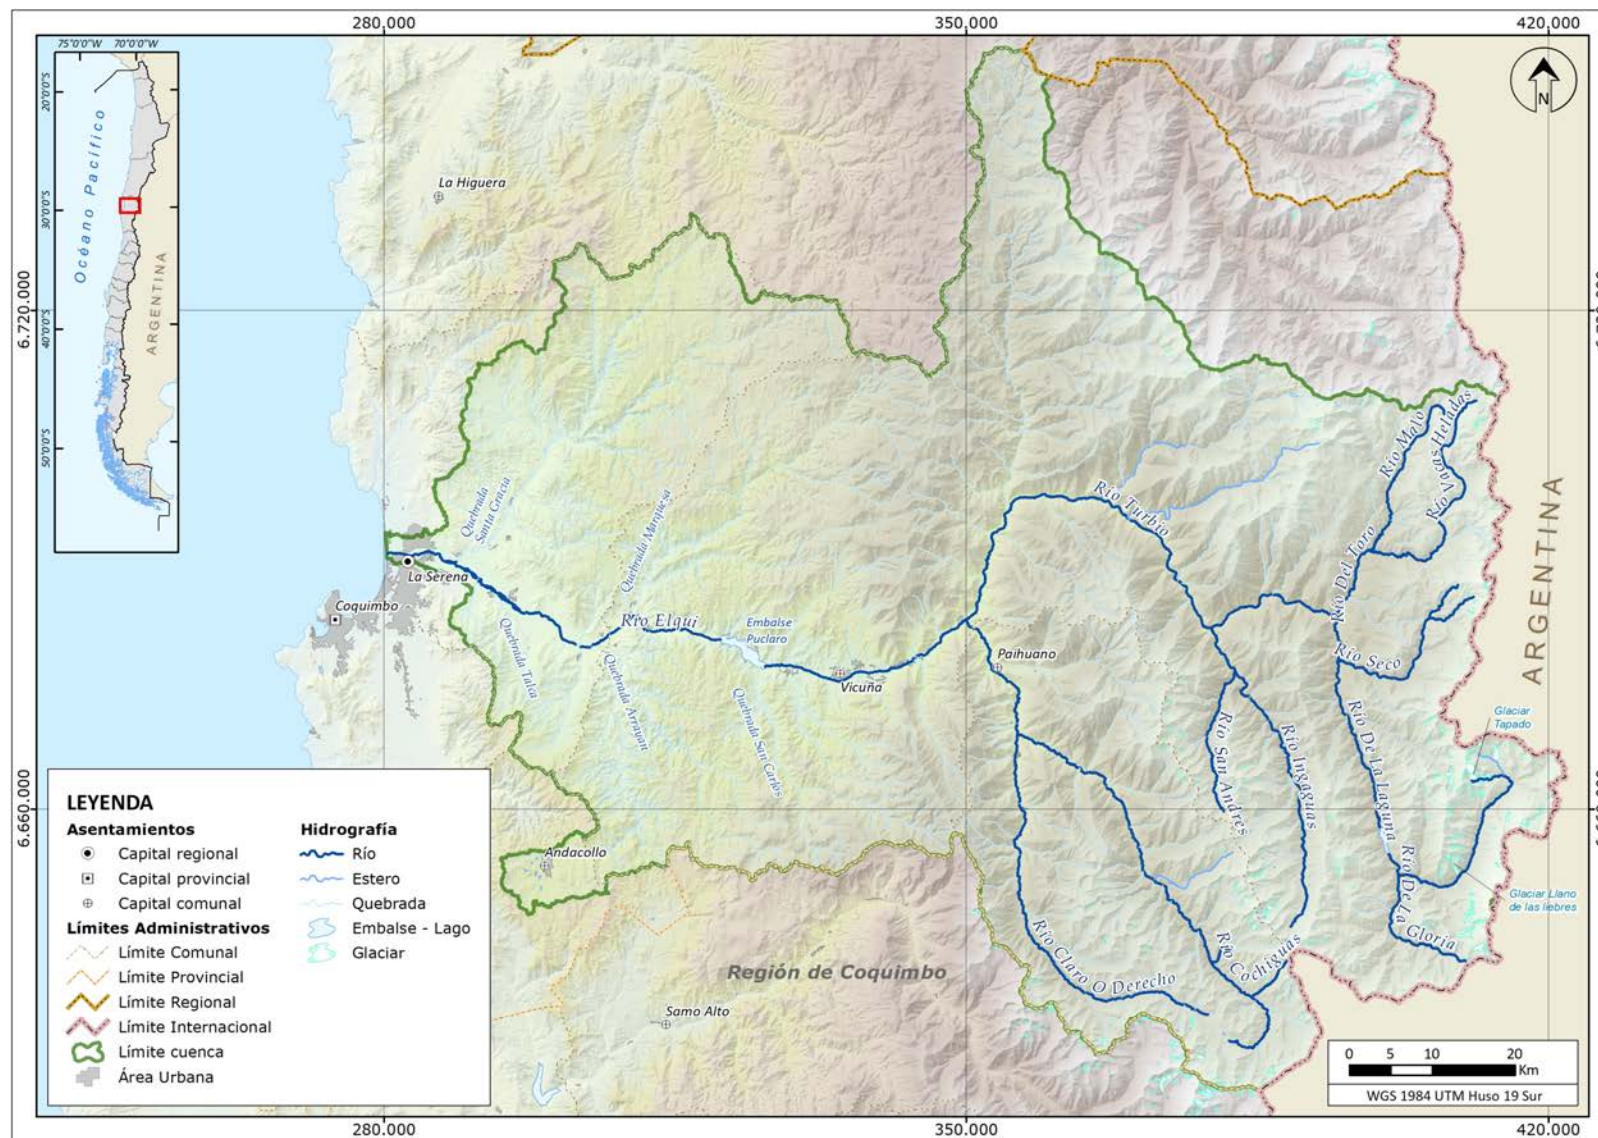 280.000
350.000
420.000
75°0'0"W
70°0'0"W
20°0'0"S
30°0'0"S
40°0'0"S
50°0'0"S
Océano Pacífico
ARGENTINA
N
6.720.000
6.660.000
La Higuera
Quebrada
Santa Gracia
Quebrada Marquesa
La Serena
Coquimbo
Río Elqui
Embalse
Puclaro
Vicuña
Paihuano
Quebrada Talca
Quebrada Arrayan
Quebrada San Carlos
Andacollo
Río Turbio
Río Malo
Río Vacas Heladas
Río Del Toro
Río Seco
Río San Andres
Río Ingaguas
Río De La Laguna
Río De La Gloria
Río Claro O Derecho
Río Cochiguas
Glaciar
Tapado
Glaciar Llano
de las liebres
ARGENTINA
Región de Coquimbo
Samo Alto
LEYENDA
Asentamientos
Capital regional
Capital provincial
Capital comunal
Límites Administrativos
Límite Comunal
Límite Provincial
Límite Regional
Límite Internacional
Límite cuenca
Área Urbana
Hidrografía
Río
Estero
Quebrada
Embalse - Lago
Glaciar
0 5 10 20
Km
WGS 1984 UTM Huso 19 Sur
280.000
350.000
420.000